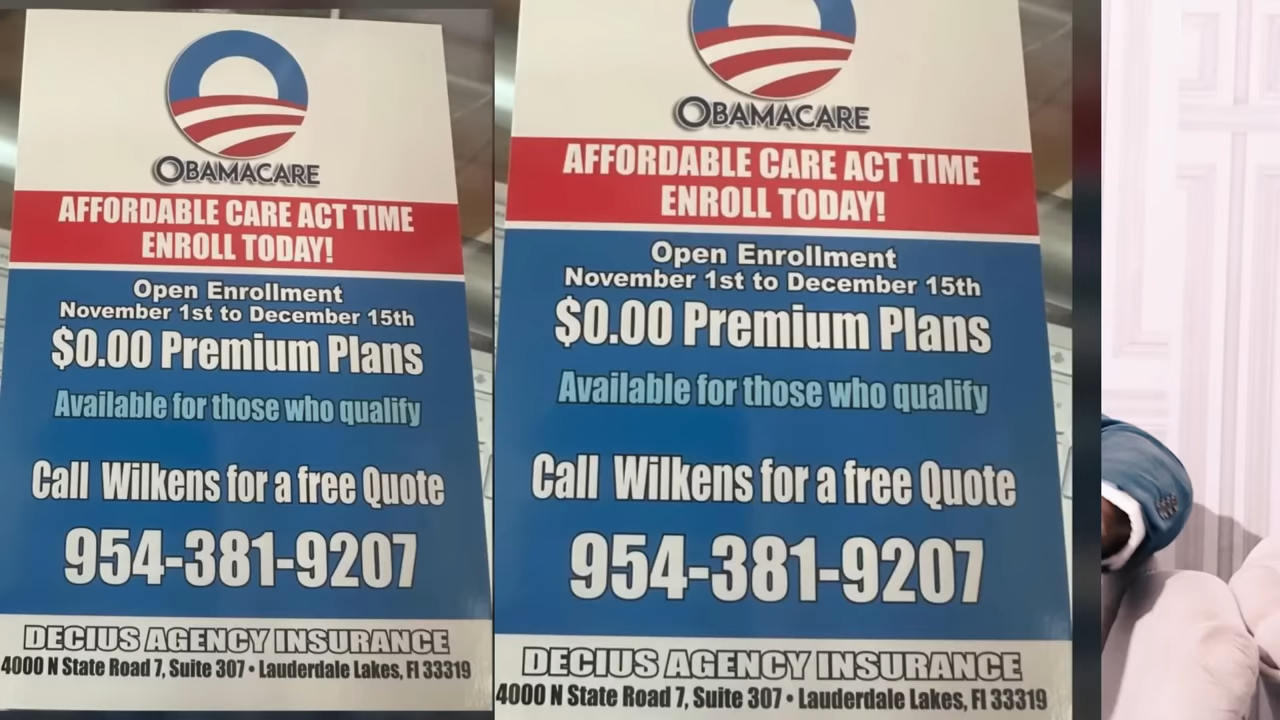 OBAMACARE
AFFORDABLE CARE ACT TIME
ENROLL TODAY!
Open Enrollment
November 1st to December 15th
$0.00 Premium Plans
Available for those who qualify
Call Wilkens for a free Quote
954-381-9207
DECIUS AGENCY INSURANCE
4000 N State Road 7, Suite 307 • Lauderdale Lakes, Fl 33319
OBAMACARE
AFFORDABLE CARE ACT TIME
ENROLL TODAY!
Open Enrollment
November 1st to December 15th
$0.00 Premium Plans
Available for those who qualify
Call Wilkens for a free Quote
954-381-9207
DECIUS AGENCY INSURANCE
4000 N State Road 7, Suite 307 • Lauderdale Lakes, Fl 33319